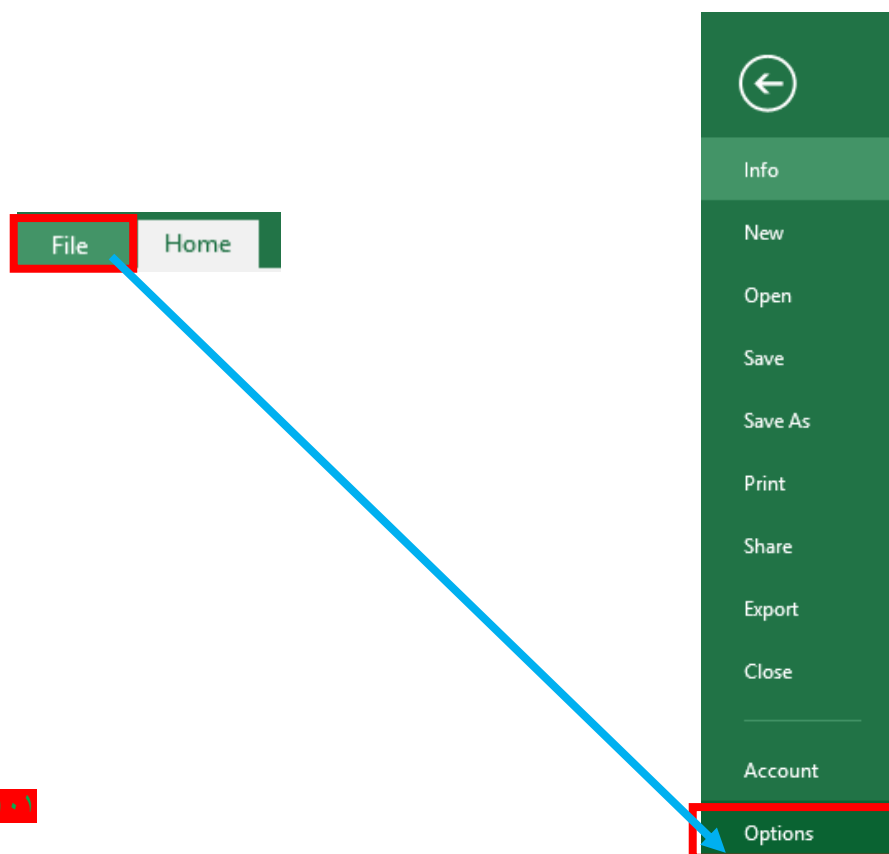 File Home
Info
New
Open
Save
Save As
Print
Share
Export
Close
Account
Options